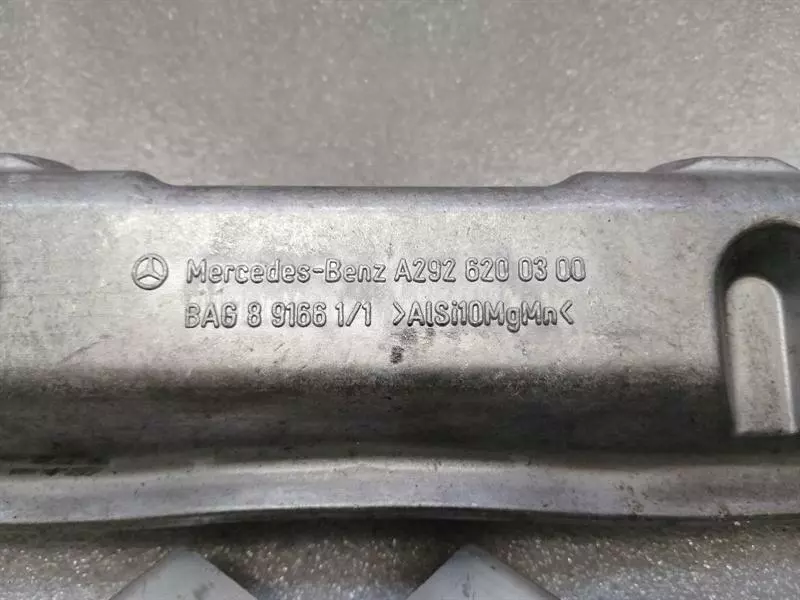 Mercedes-Benz A292 620 03 00
BAG 8 9166 1/1 >AlSi10MgMn<